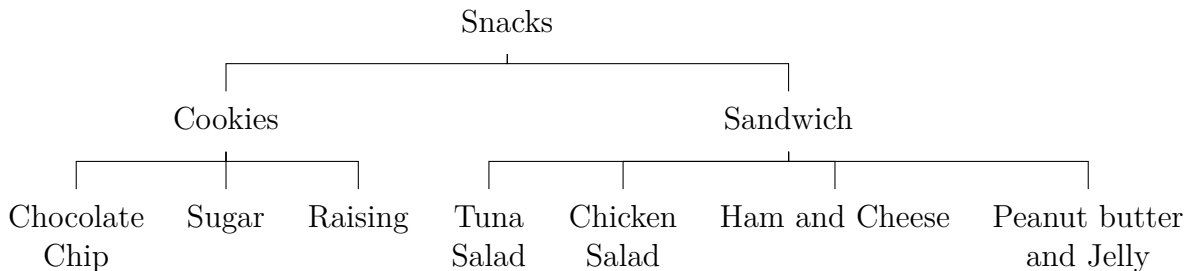 Snacks
Cookies
Sandwich
Chocolate Chip
Sugar
Raising
Tuna Salad
Chicken Salad
Ham and Cheese
Peanut butter and Jelly